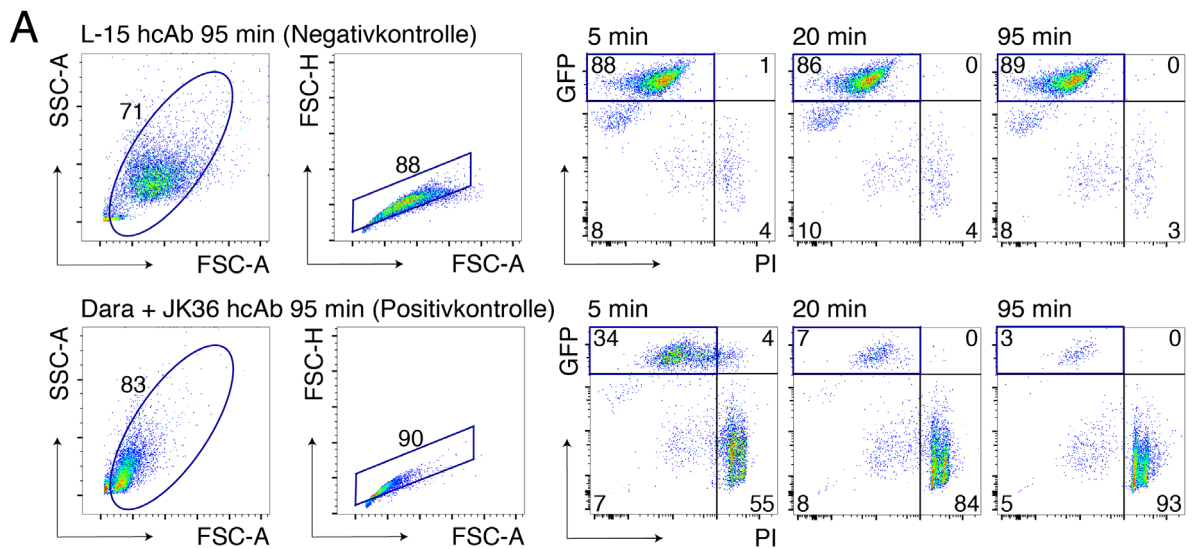 A
L-15 hcAb 95 min (Negativkontrolle)
5 min
20 min
95 min
SSC-A
71
FSC-A
FSC-H
88
FSC-A
GFP
88
1
8
4
86
0
10
4
89
0
8
3
PI
Dara + JK36 hcAb 95 min (Positivkontrolle)
5 min
20 min
95 min
SSC-A
83
FSC-A
FSC-H
90
FSC-A
GFP
34
4
7
55
7
0
8
84
3
0
5
93
PI